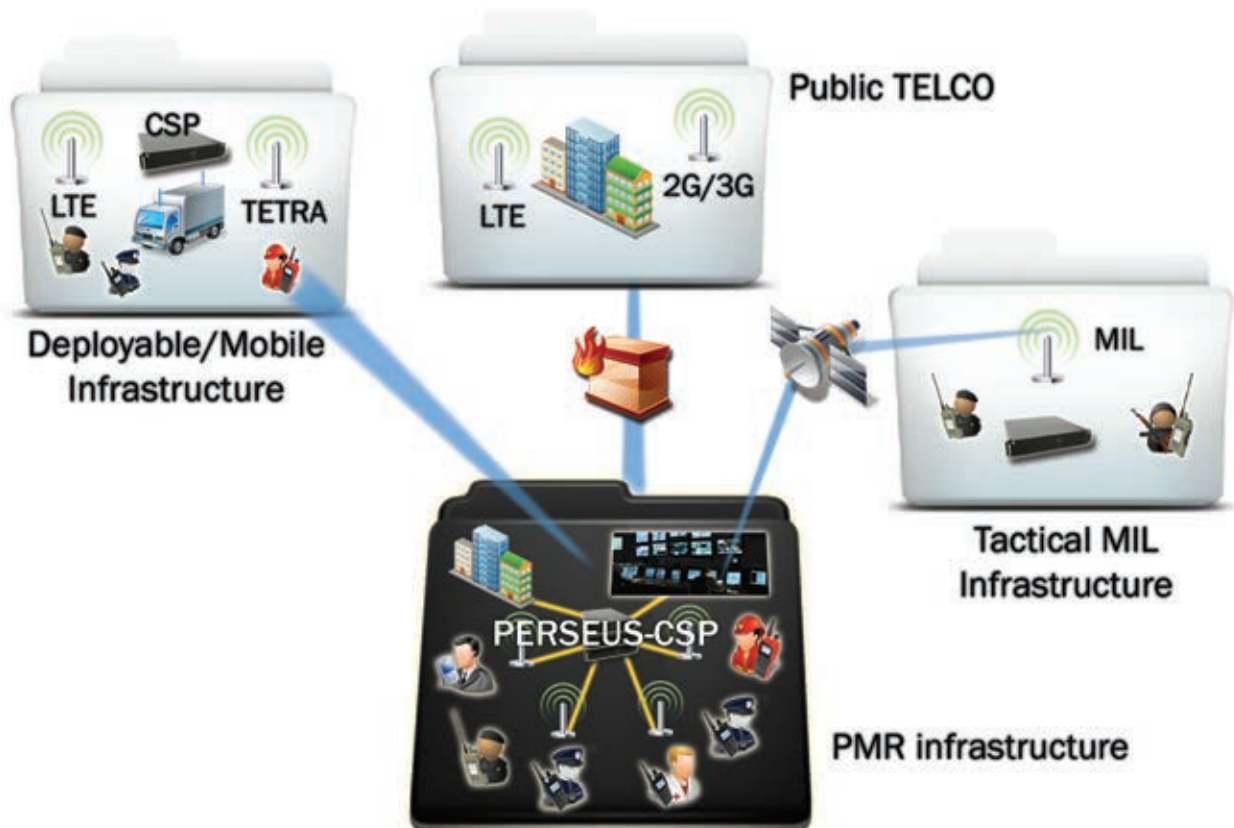 Public TELCO
CSP
LTE
TETRA
LTE
2G/3G
Deployable/Mobile
Infrastructure
MIL
Tactical MIL
Infrastructure
PERSEUS-CSP
PMR infrastructure